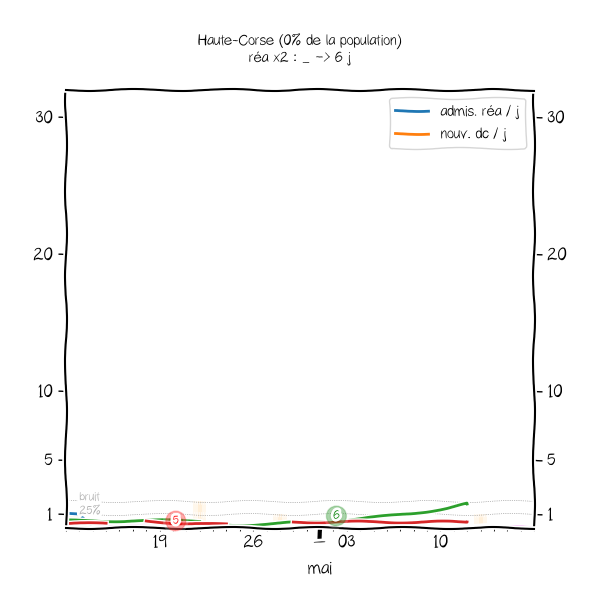 Haute-Corse (0% de la population)
réa x2 : _ -> 6 j
admis. réa / j
nouv. dc / j
30
30
20
20
10
10
5
5
... bruit
25%
1
1
5
6
19
26
03
10
mai